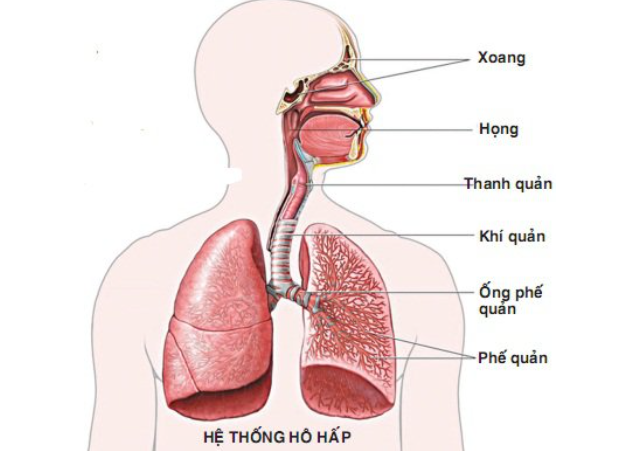 Xoang
Họng
Thanh quản
Khí quản
Ống phế
quản
Phế quản
HỆ THỐNG HÔ HẤP